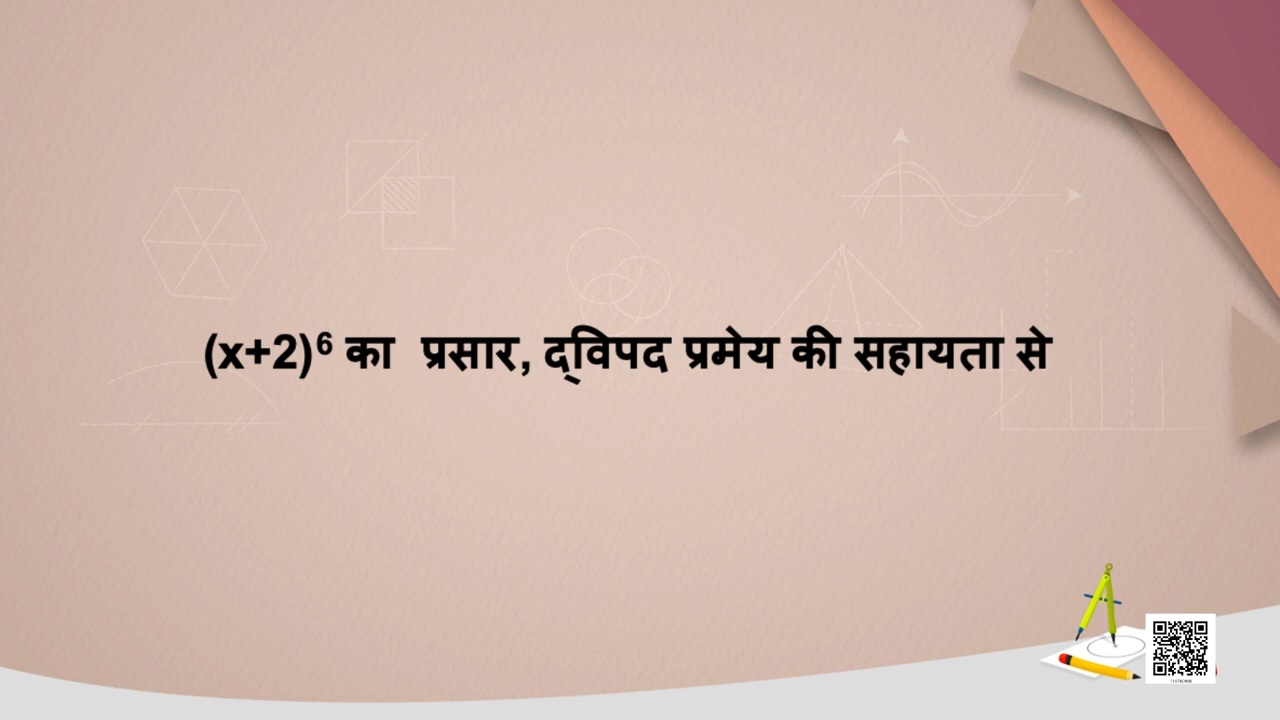 (x+2)⁶ का प्रसार, द्विपद प्रमेय की सहायता से